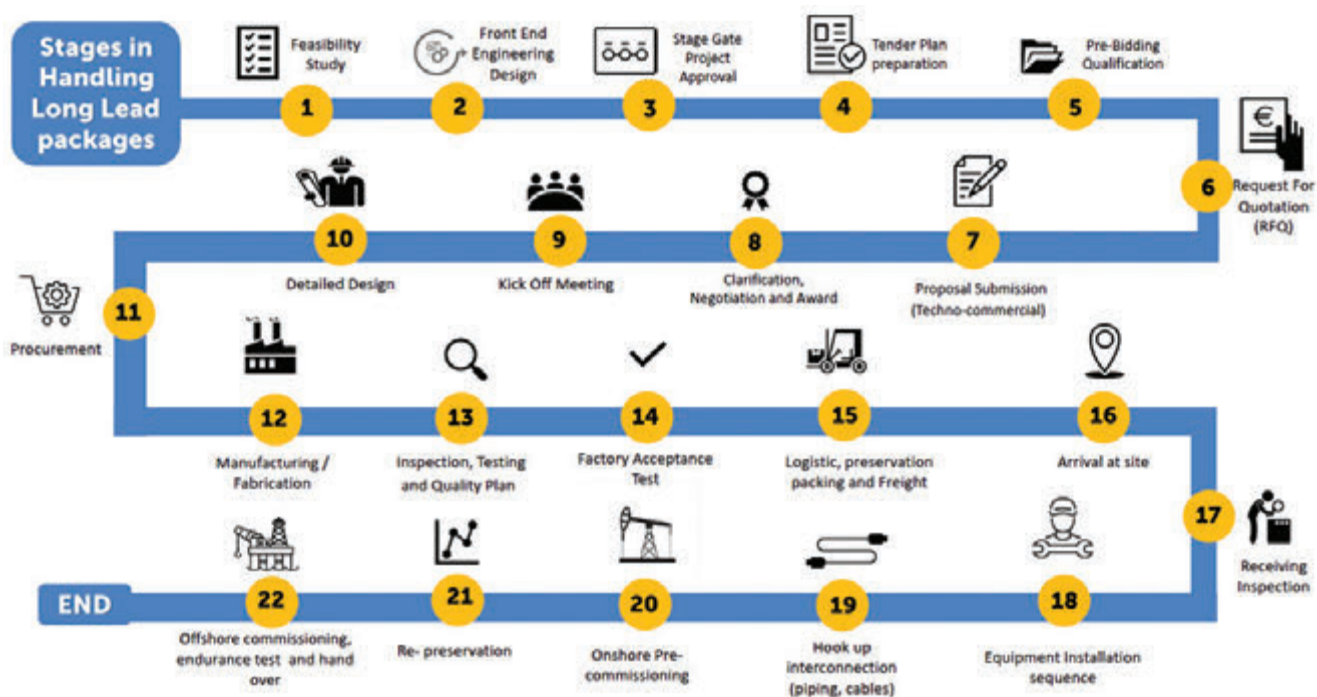 Stages in
Handling
Long Lead
packages
Feasibility
Study
1
Front End
Engineering
Design
2
Stage Gate
Project
Approval
3
Tender Plan
preparation
4
Pre-Bidding
Qualification
5
€
6
Request For
Quotation
(RFQ)
7
Proposal Submission
(Techno-commercial)
8
Clarification,
Negotiation and Award
9
Kick Off Meeting
10
Detailed Design
11
Procurement
12
Manufacturing /
Fabrication
13
Inspection, Testing
and Quality Plan
14
Factory Acceptance
Test
15
Logistic, preservation
packing and Freight
16
Arrival at site
17
Receiving
Inspection
18
Equipment Installation
sequence
19
Hook up
interconnection
(piping, cables)
20
Onshore Pre-
commissioning
21
Re- preservation
22
Offshore commissioning,
endurance test and hand
over
END